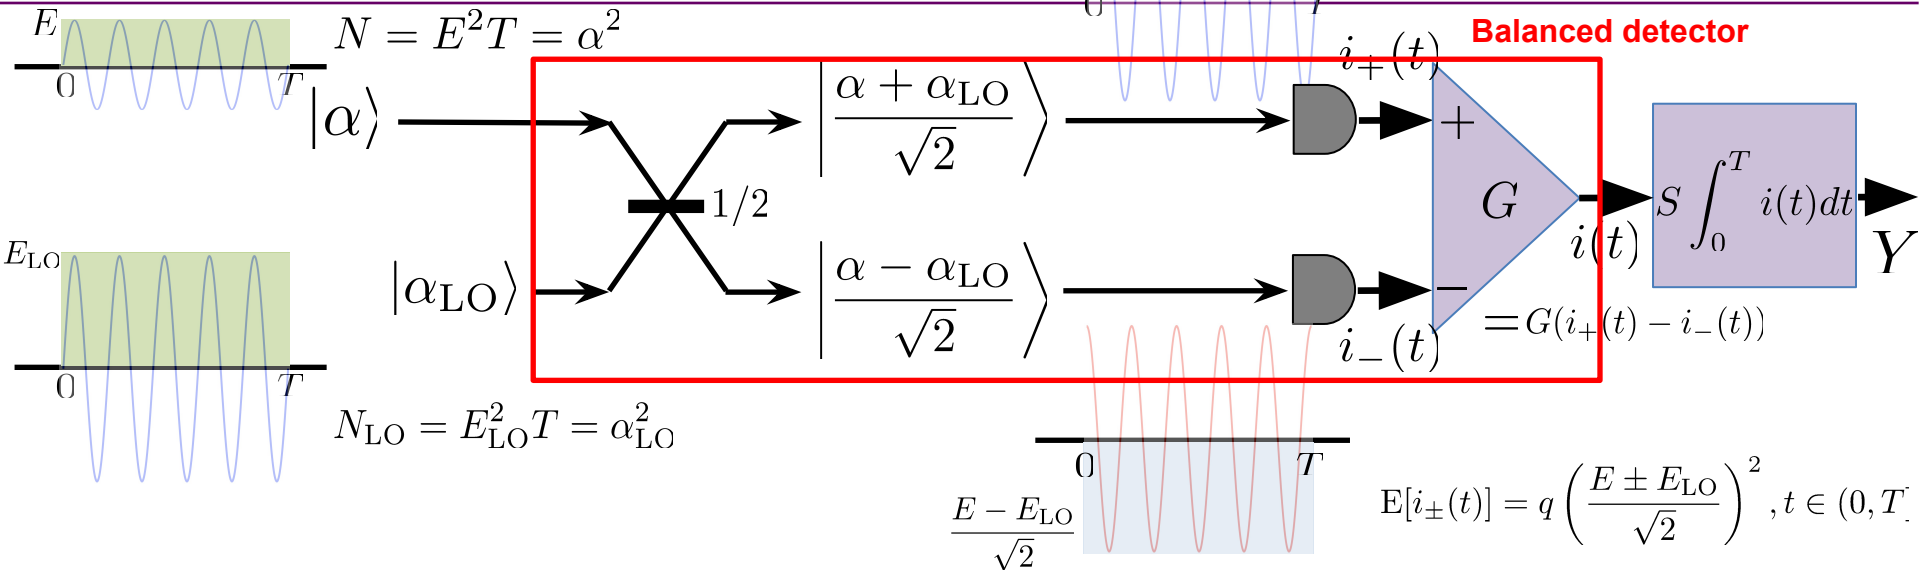 Balanced detector
E
0
T
N = E²T = α²
0
|α⟩
|α + α_LO / √2⟩
i₊(t)
+
1/2
G
i(t)
S ∫₀ᵀ i(t)dt
Y
E_LO
0
T
|α_LO⟩
|α − α_LO / √2⟩
i₋(t)
−
= G(i₊(t) − i₋(t))
N_LO = E²_LO T = α²_LO
0
T
E − E_LO / √2
E[i±(t)] = q (E ± E_LO / √2)², t ∈ (0, T]